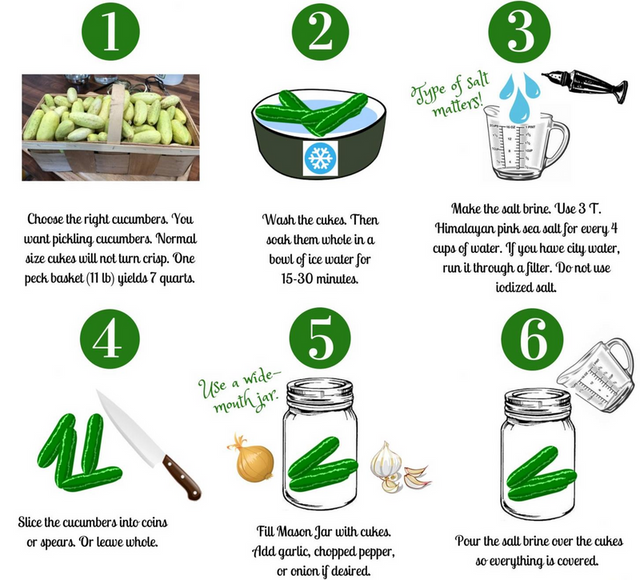 1
Choose the right cucumbers. You
want pickling cucumbers. Normal
size cukes will not turn crisp. One
peck basket (11 lb) yields 7 quarts.
2
Wash the cukes. Then
soak them whole in a
bowl of ice water for
15-30 minutes.
3
Type of salt
matters!
Make the salt brine. Use 3 T.
Himalayan pink sea salt for every 4
cups of water. If you have city water,
run it through a filter. Do not use
iodized salt.
4
Slice the cucumbers into coins
or spears. Or leave whole.
5
Use a wide-
mouth jar.
Fill Mason Jar with cukes.
Add garlic, chopped pepper,
or onion if desired.
6
Pour the salt brine over the cukes
so everything is covered.